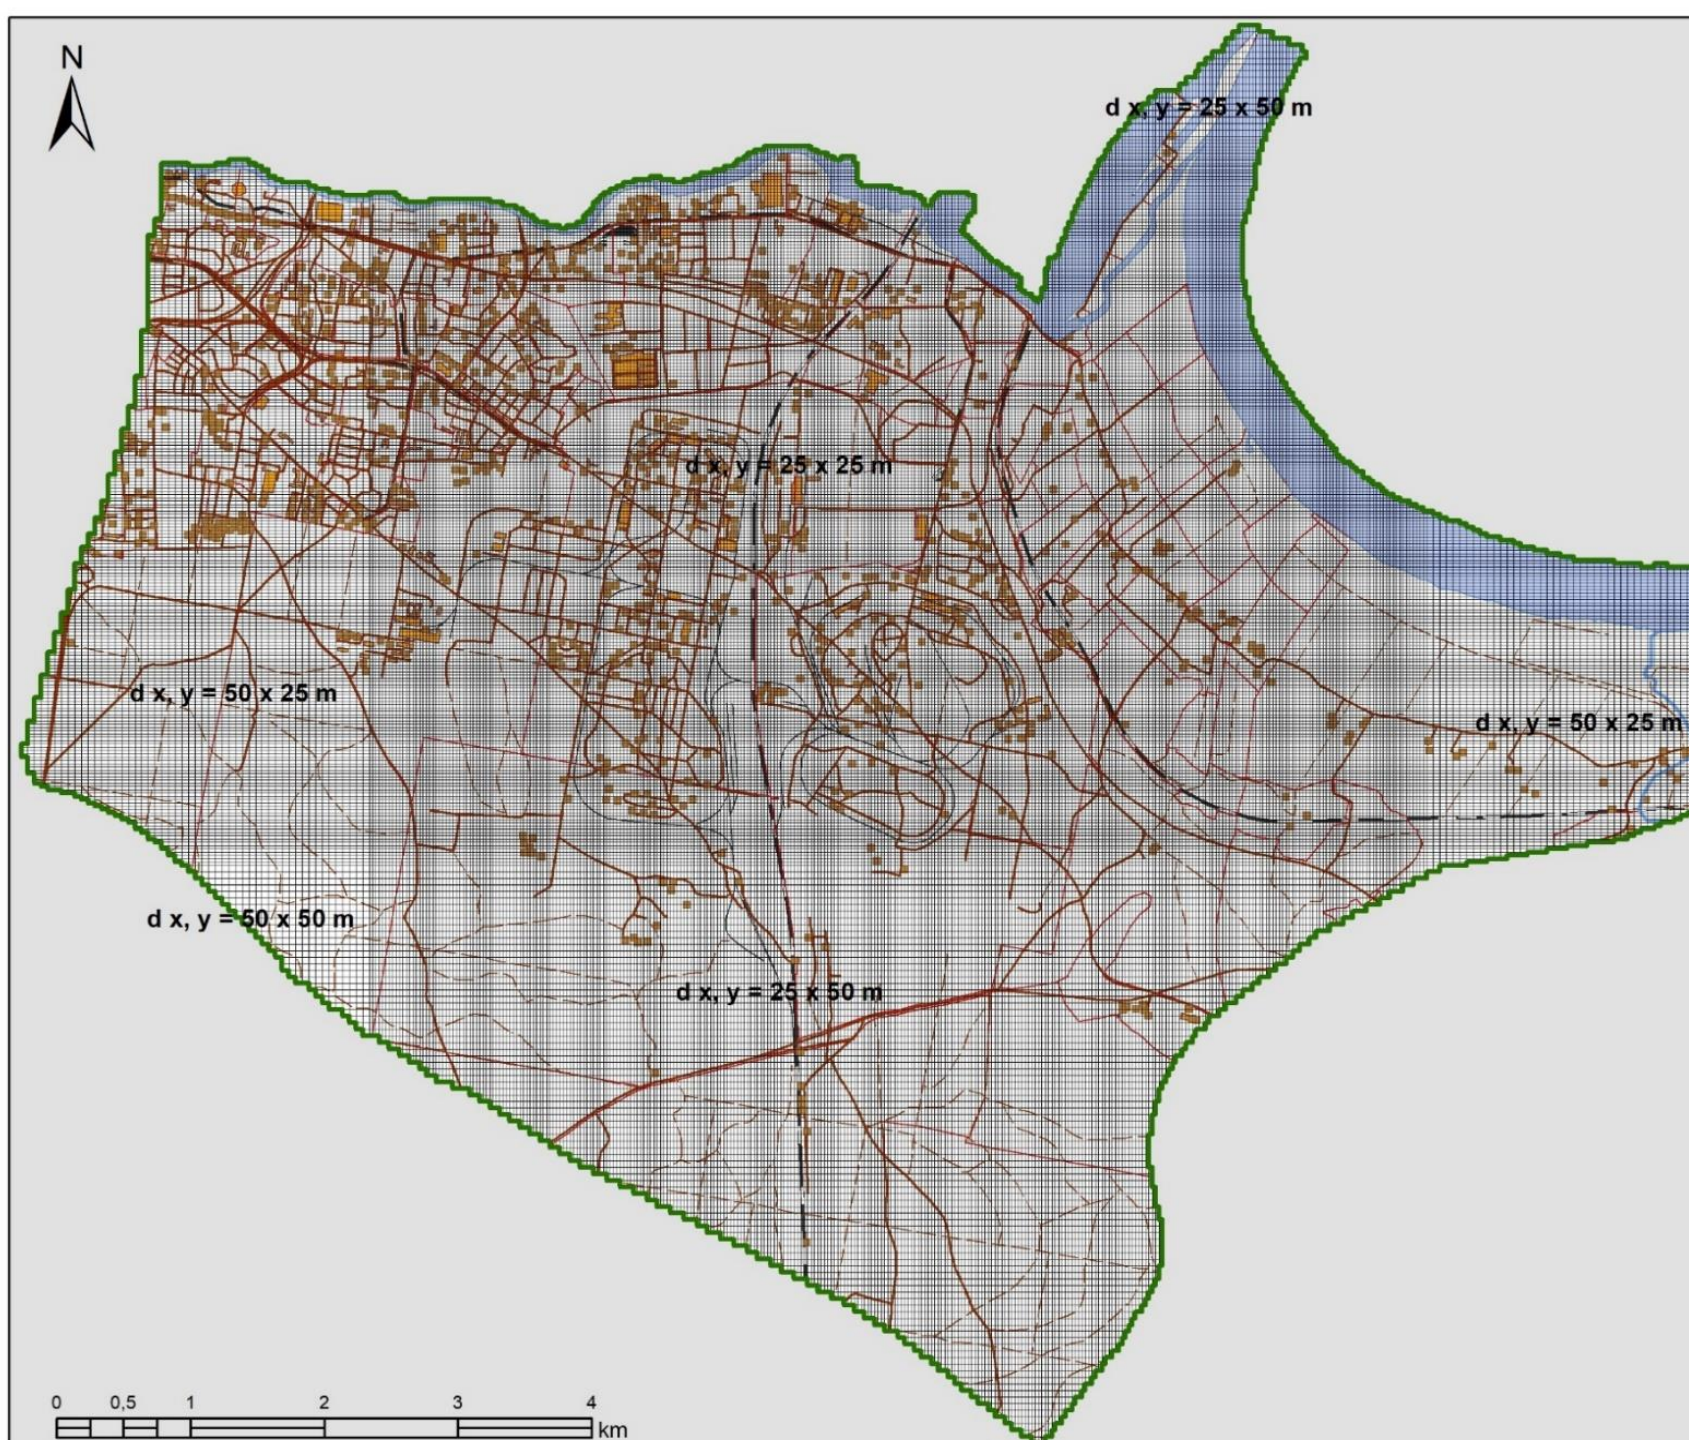 N
d x, y = 25 x 50 m
d x, y = 25 x 25 m
d x, y = 50 x 25 m
d x, y = 50 x 25 m
d x, y = 50 x 50 m
d x, y = 25 x 50 m
0 0,5 1 2 3 4
km